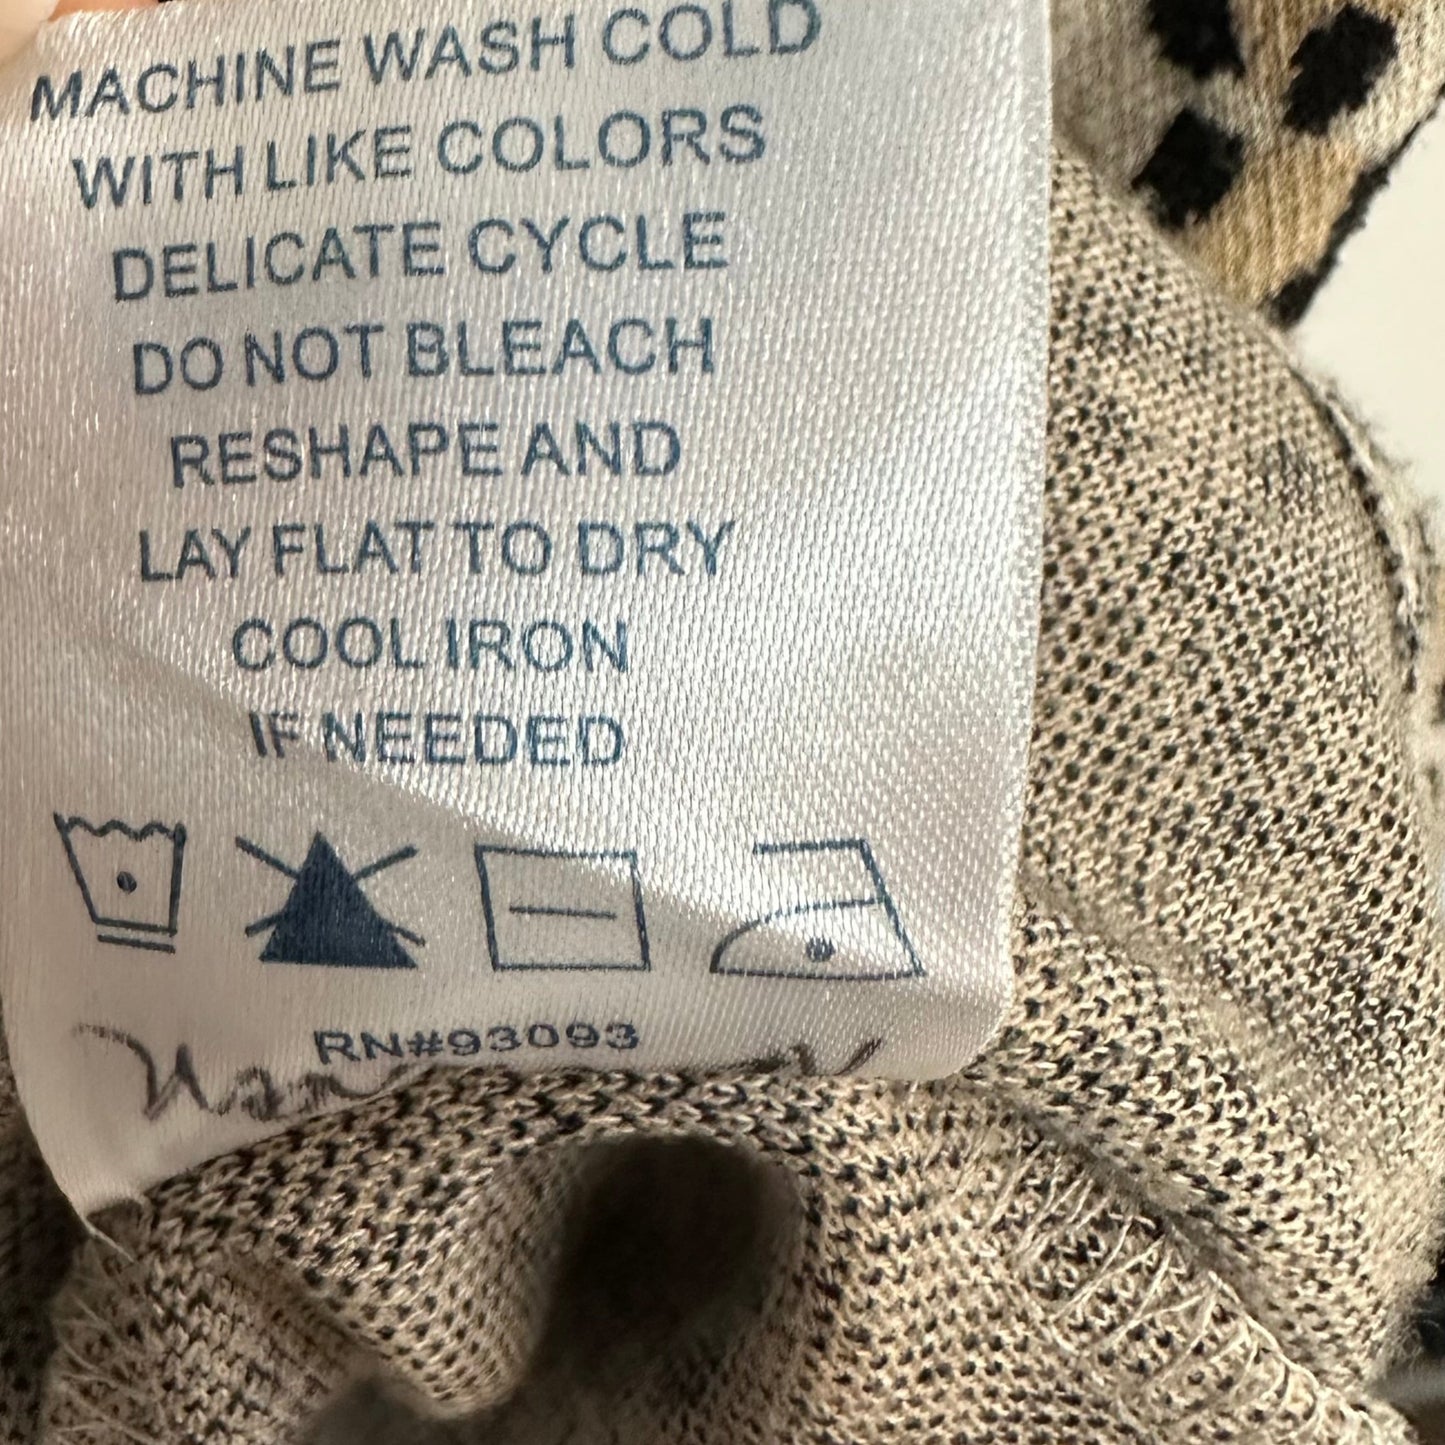 MACHINE WASH COLD
WITH LIKE COLORS
DELICATE CYCLE
DO NOT BLEACH
RESHAPE AND
LAY FLAT TO DRY
COOL IRON
IF NEEDED
RN#93093